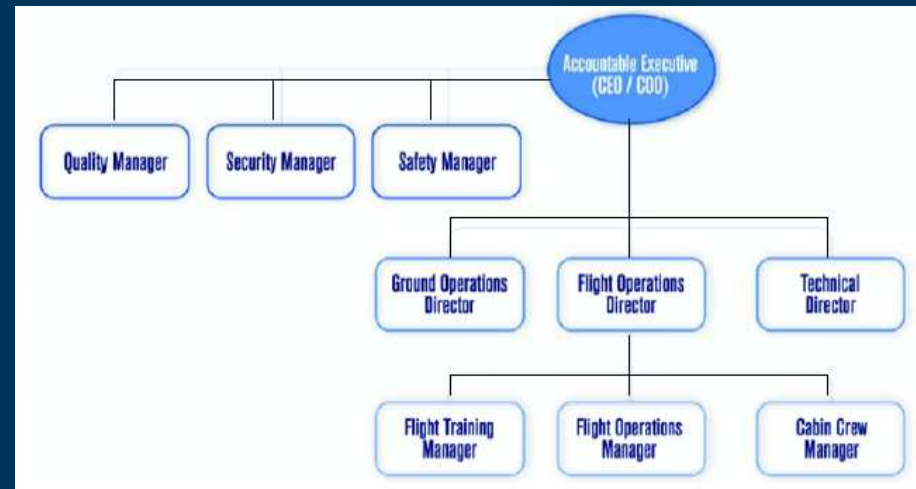 Accountable Executive
(CEO / COO)
Quality Manager
Security Manager
Safety Manager
Ground Operations
Director
Flight Operations
Director
Technical
Director
Flight Training
Manager
Flight Operations
Manager
Cabin Crew
Manager